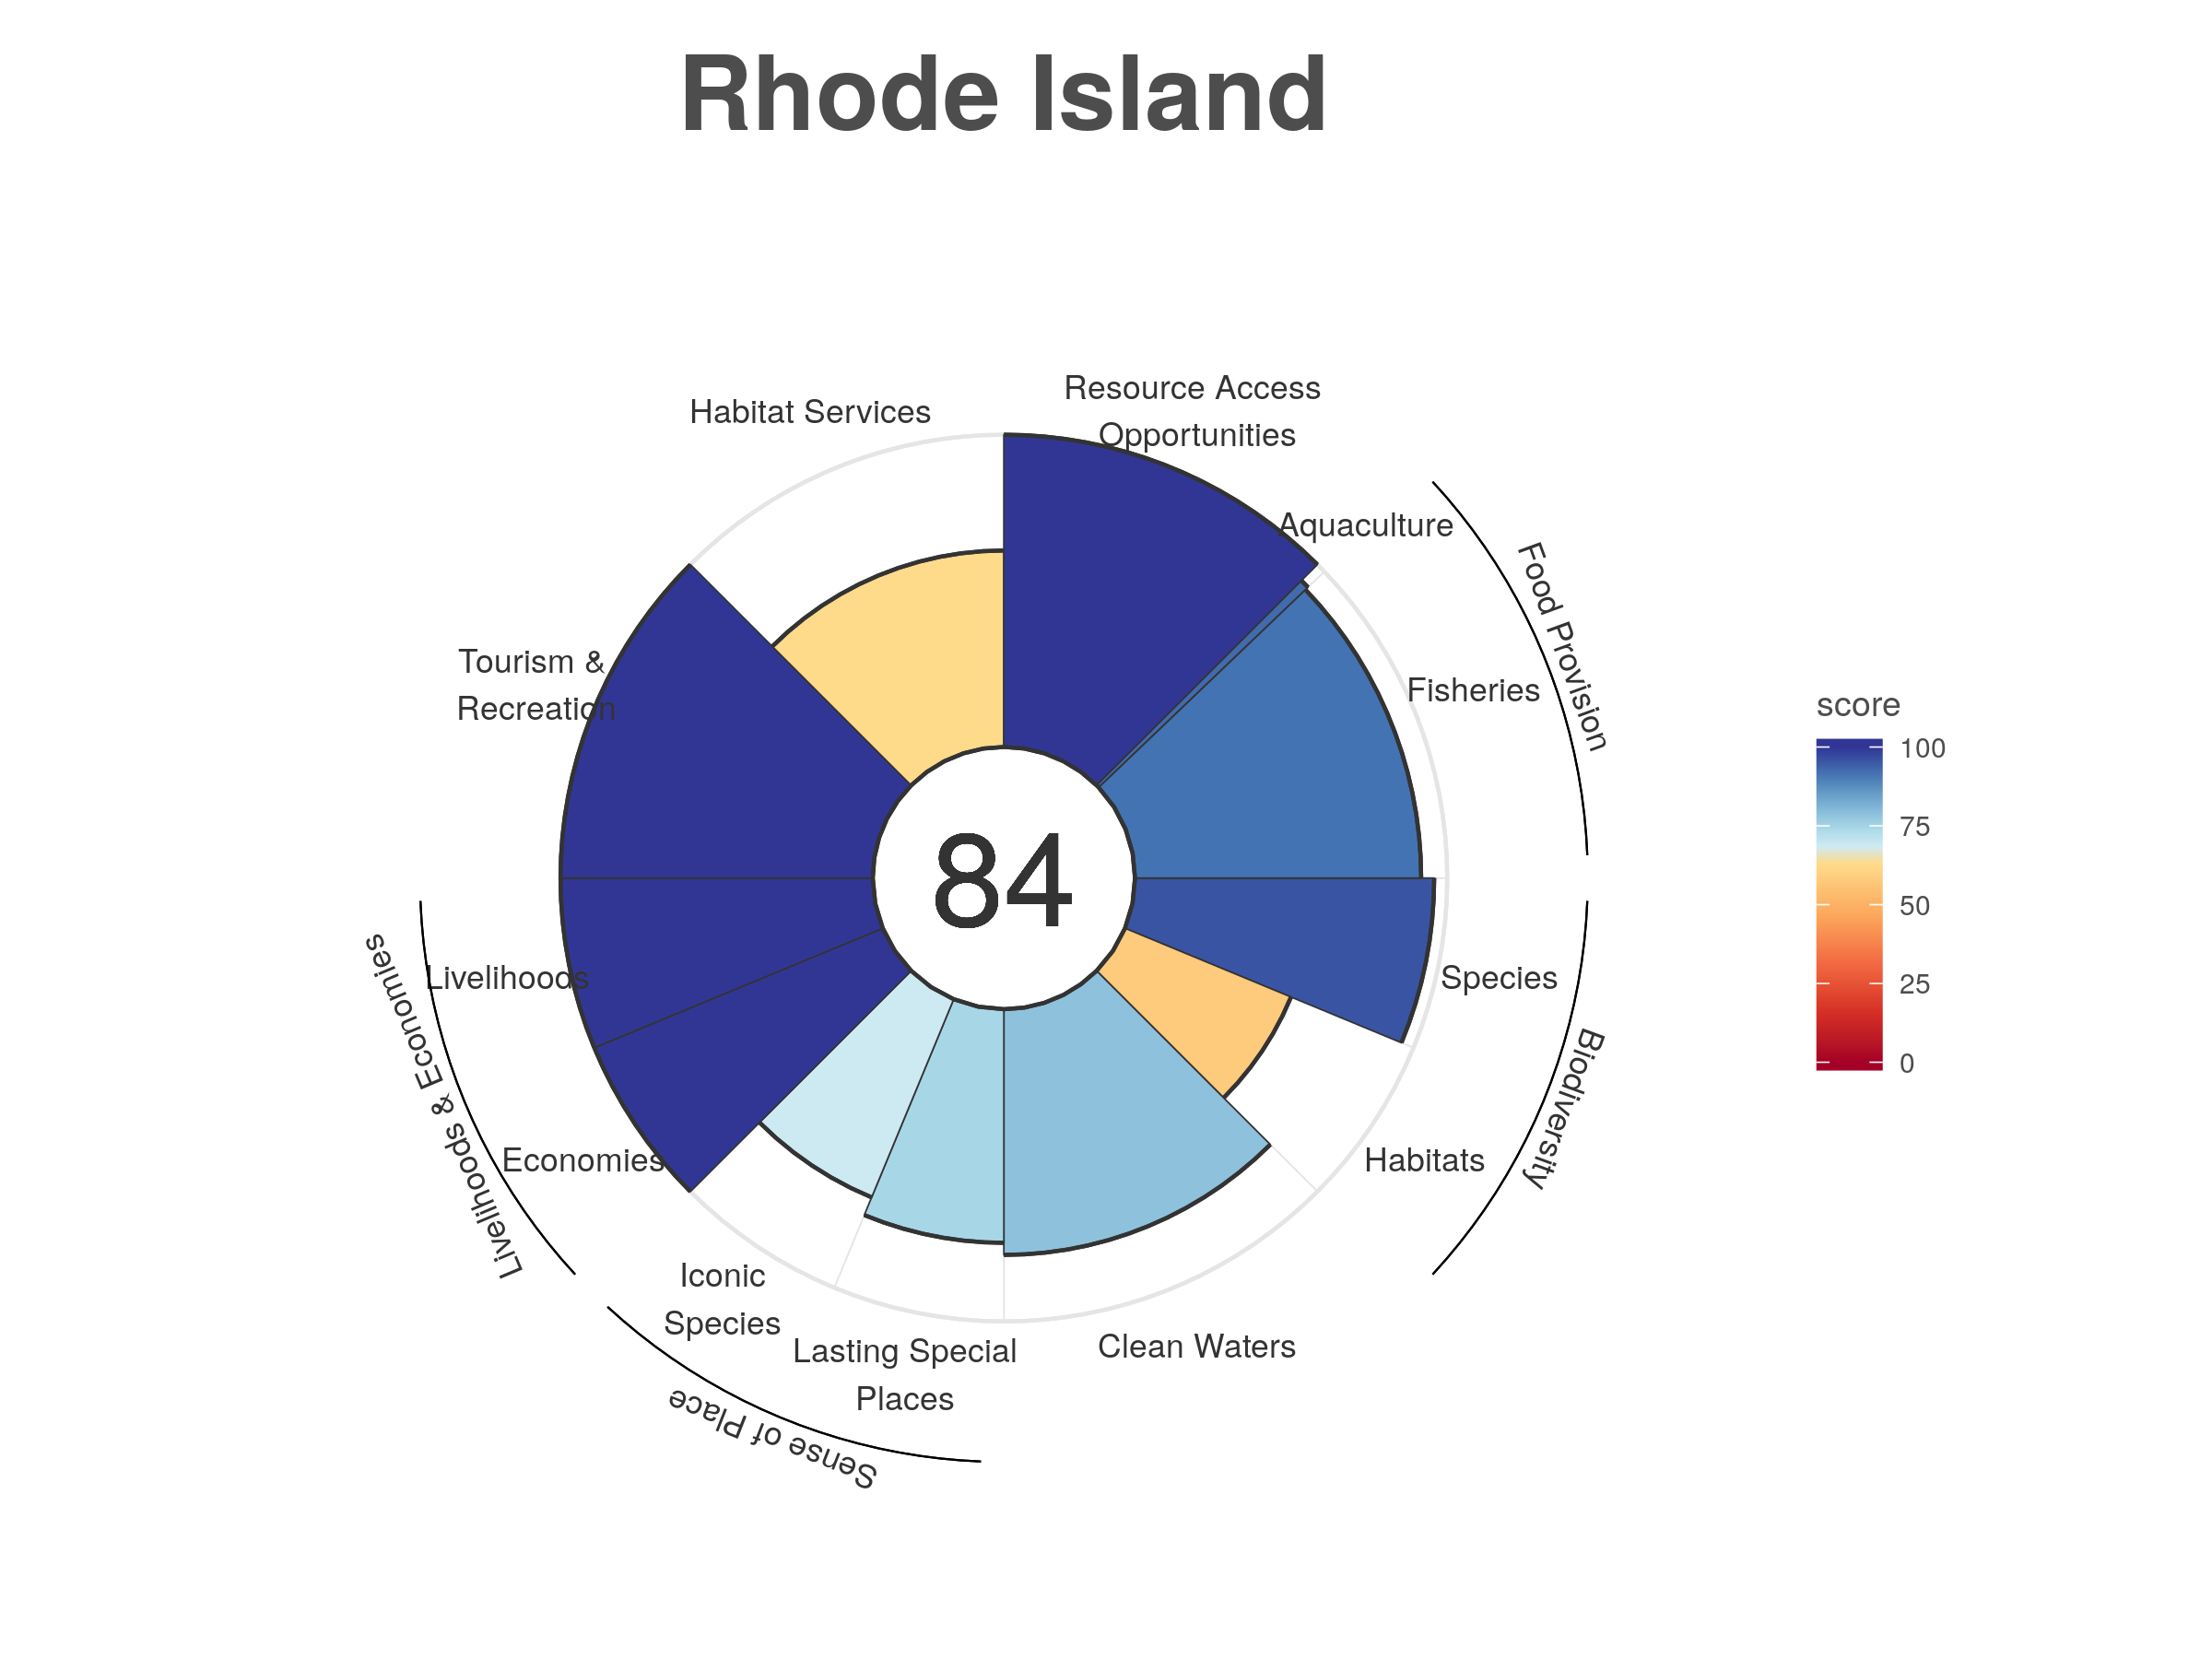 Rhode Island
Resource Access
Opportunities
Habitat Services
Aquaculture
Food Provision
Tourism &
Recreation
Fisheries
score
100
75
50
25
0
84
Livelihoods
Species
Livelihoods & Economies
Biodiversity
Economies
Habitats
Iconic
Species
Lasting Special
Places
Clean Waters
Sense of Place